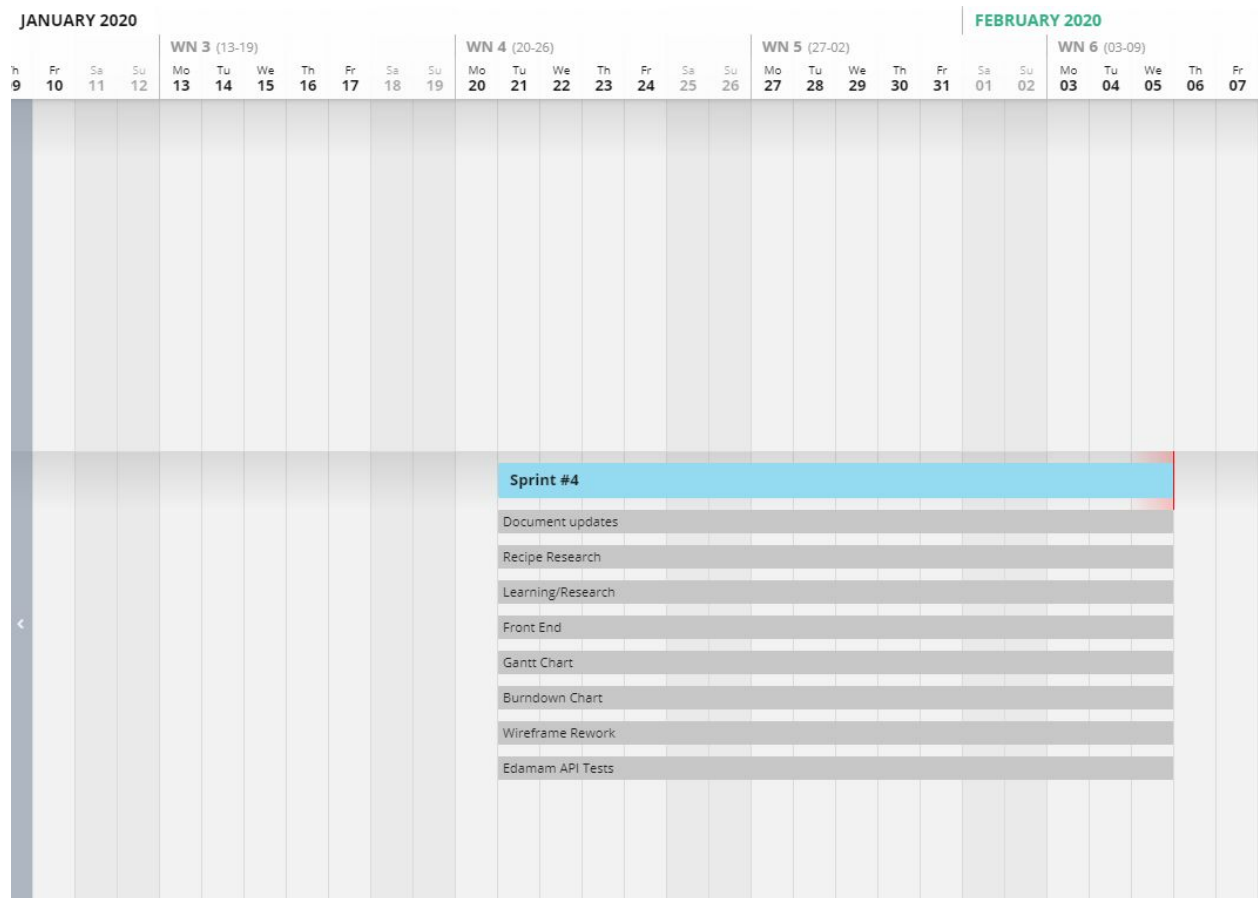 JANUARY 2020 FEBRUARY 2020
WN 3 (13-19) WN 4 (20-26) WN 5 (27-02) WN 6 (03-09)
Fr Sa Su Mo Tu We Th Fr Sa Su Mo Tu We Th Fr Sa Su Mo Tu We Th Fr Sa Su Mo Tu We Th Fr
10 11 12 13 14 15 16 17 18 19 20 21 22 23 24 25 26 27 28 29 30 31 01 02 03 04 05 06 07
Sprint #4
Document updates
Recipe Research
Learning/Research
Front End
Gantt Chart
Burndown Chart
Wireframe Rework
Edamam API Tests